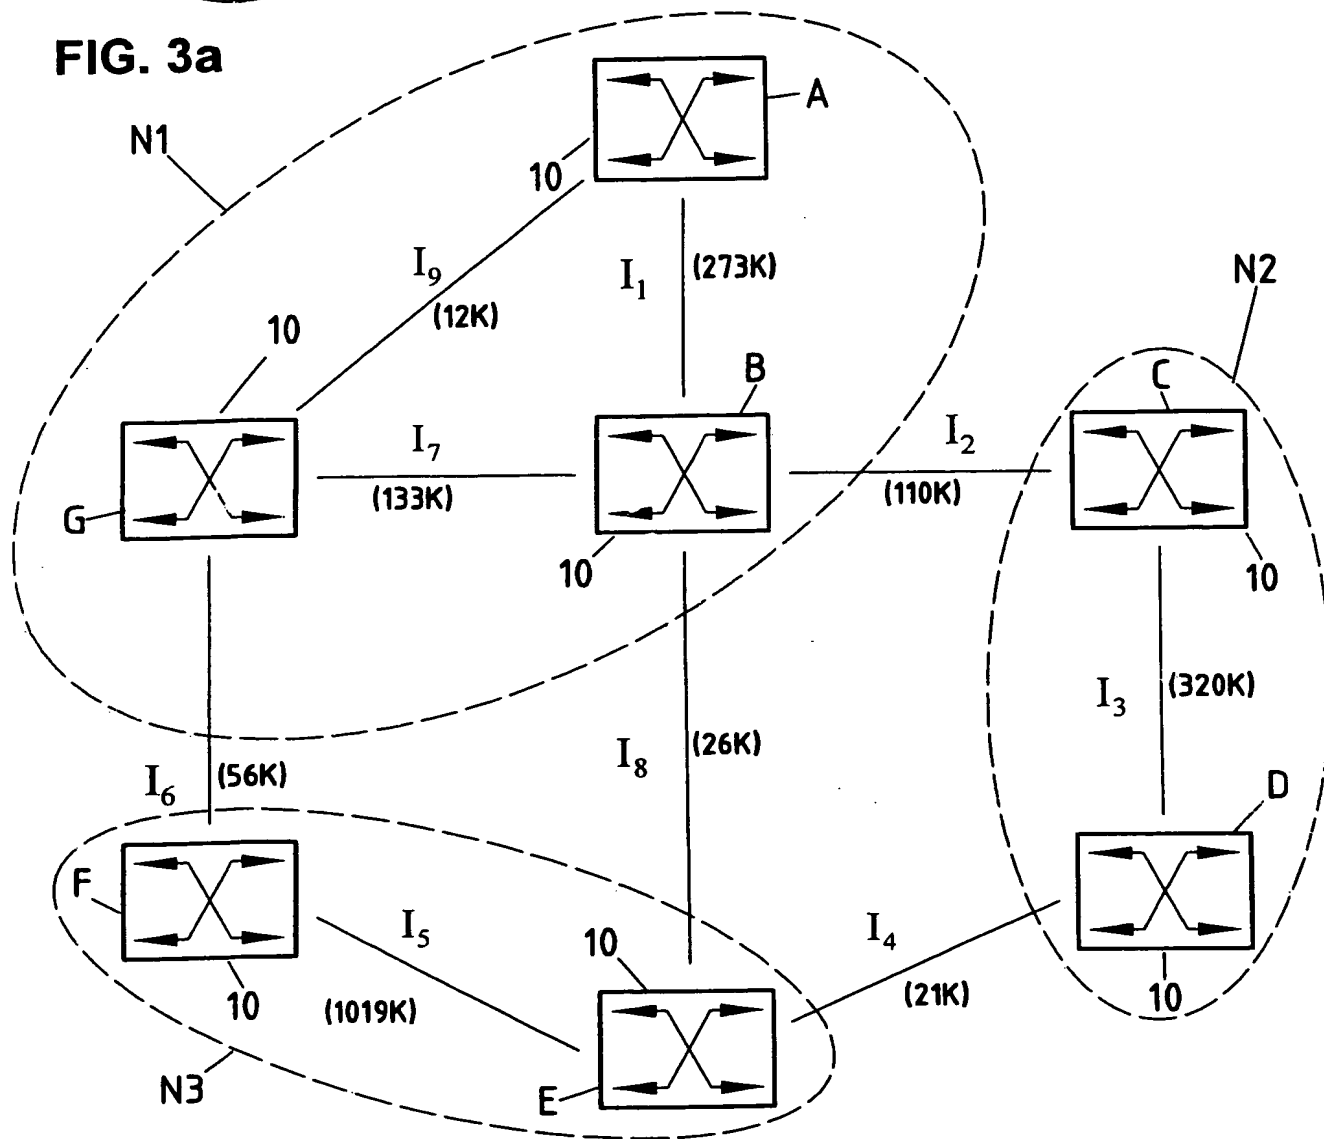 FIG. 3a
A
N1
10
I9
I1
(273K)
N2
(12K)
10
B
C
I7
I2
(133K)
(110K)
G
10
10
I3
(320K)
I8
(26K)
I6
(56K)
D
F
I5
10
I4
10
(1019K)
(21K)
10
N3
E